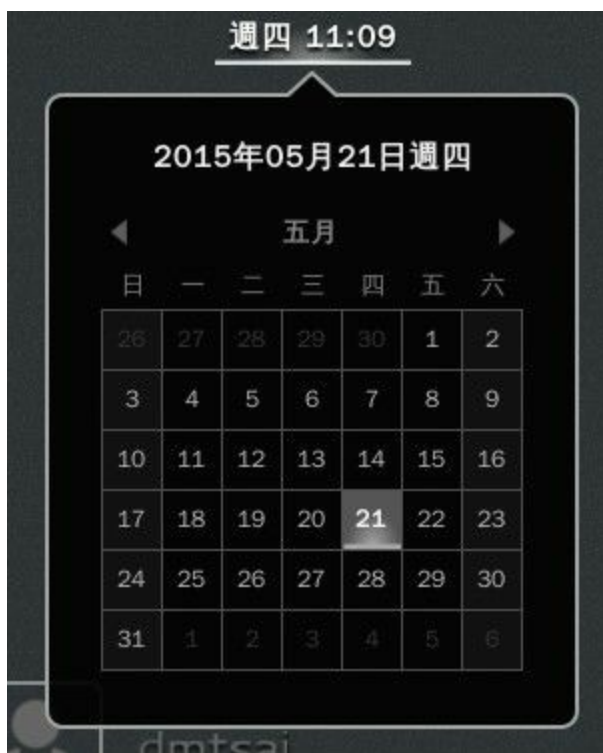 週四 11:09
2015年05月21日週四
五月
日 一 二 三 四 五 六
26 27 28 29 30 1 2
3 4 5 6 7 8 9
10 11 12 13 14 15 16
17 18 19 20 21 22 23
24 25 26 27 28 29 30
31 1 2 3 4 5 6
dmtsai